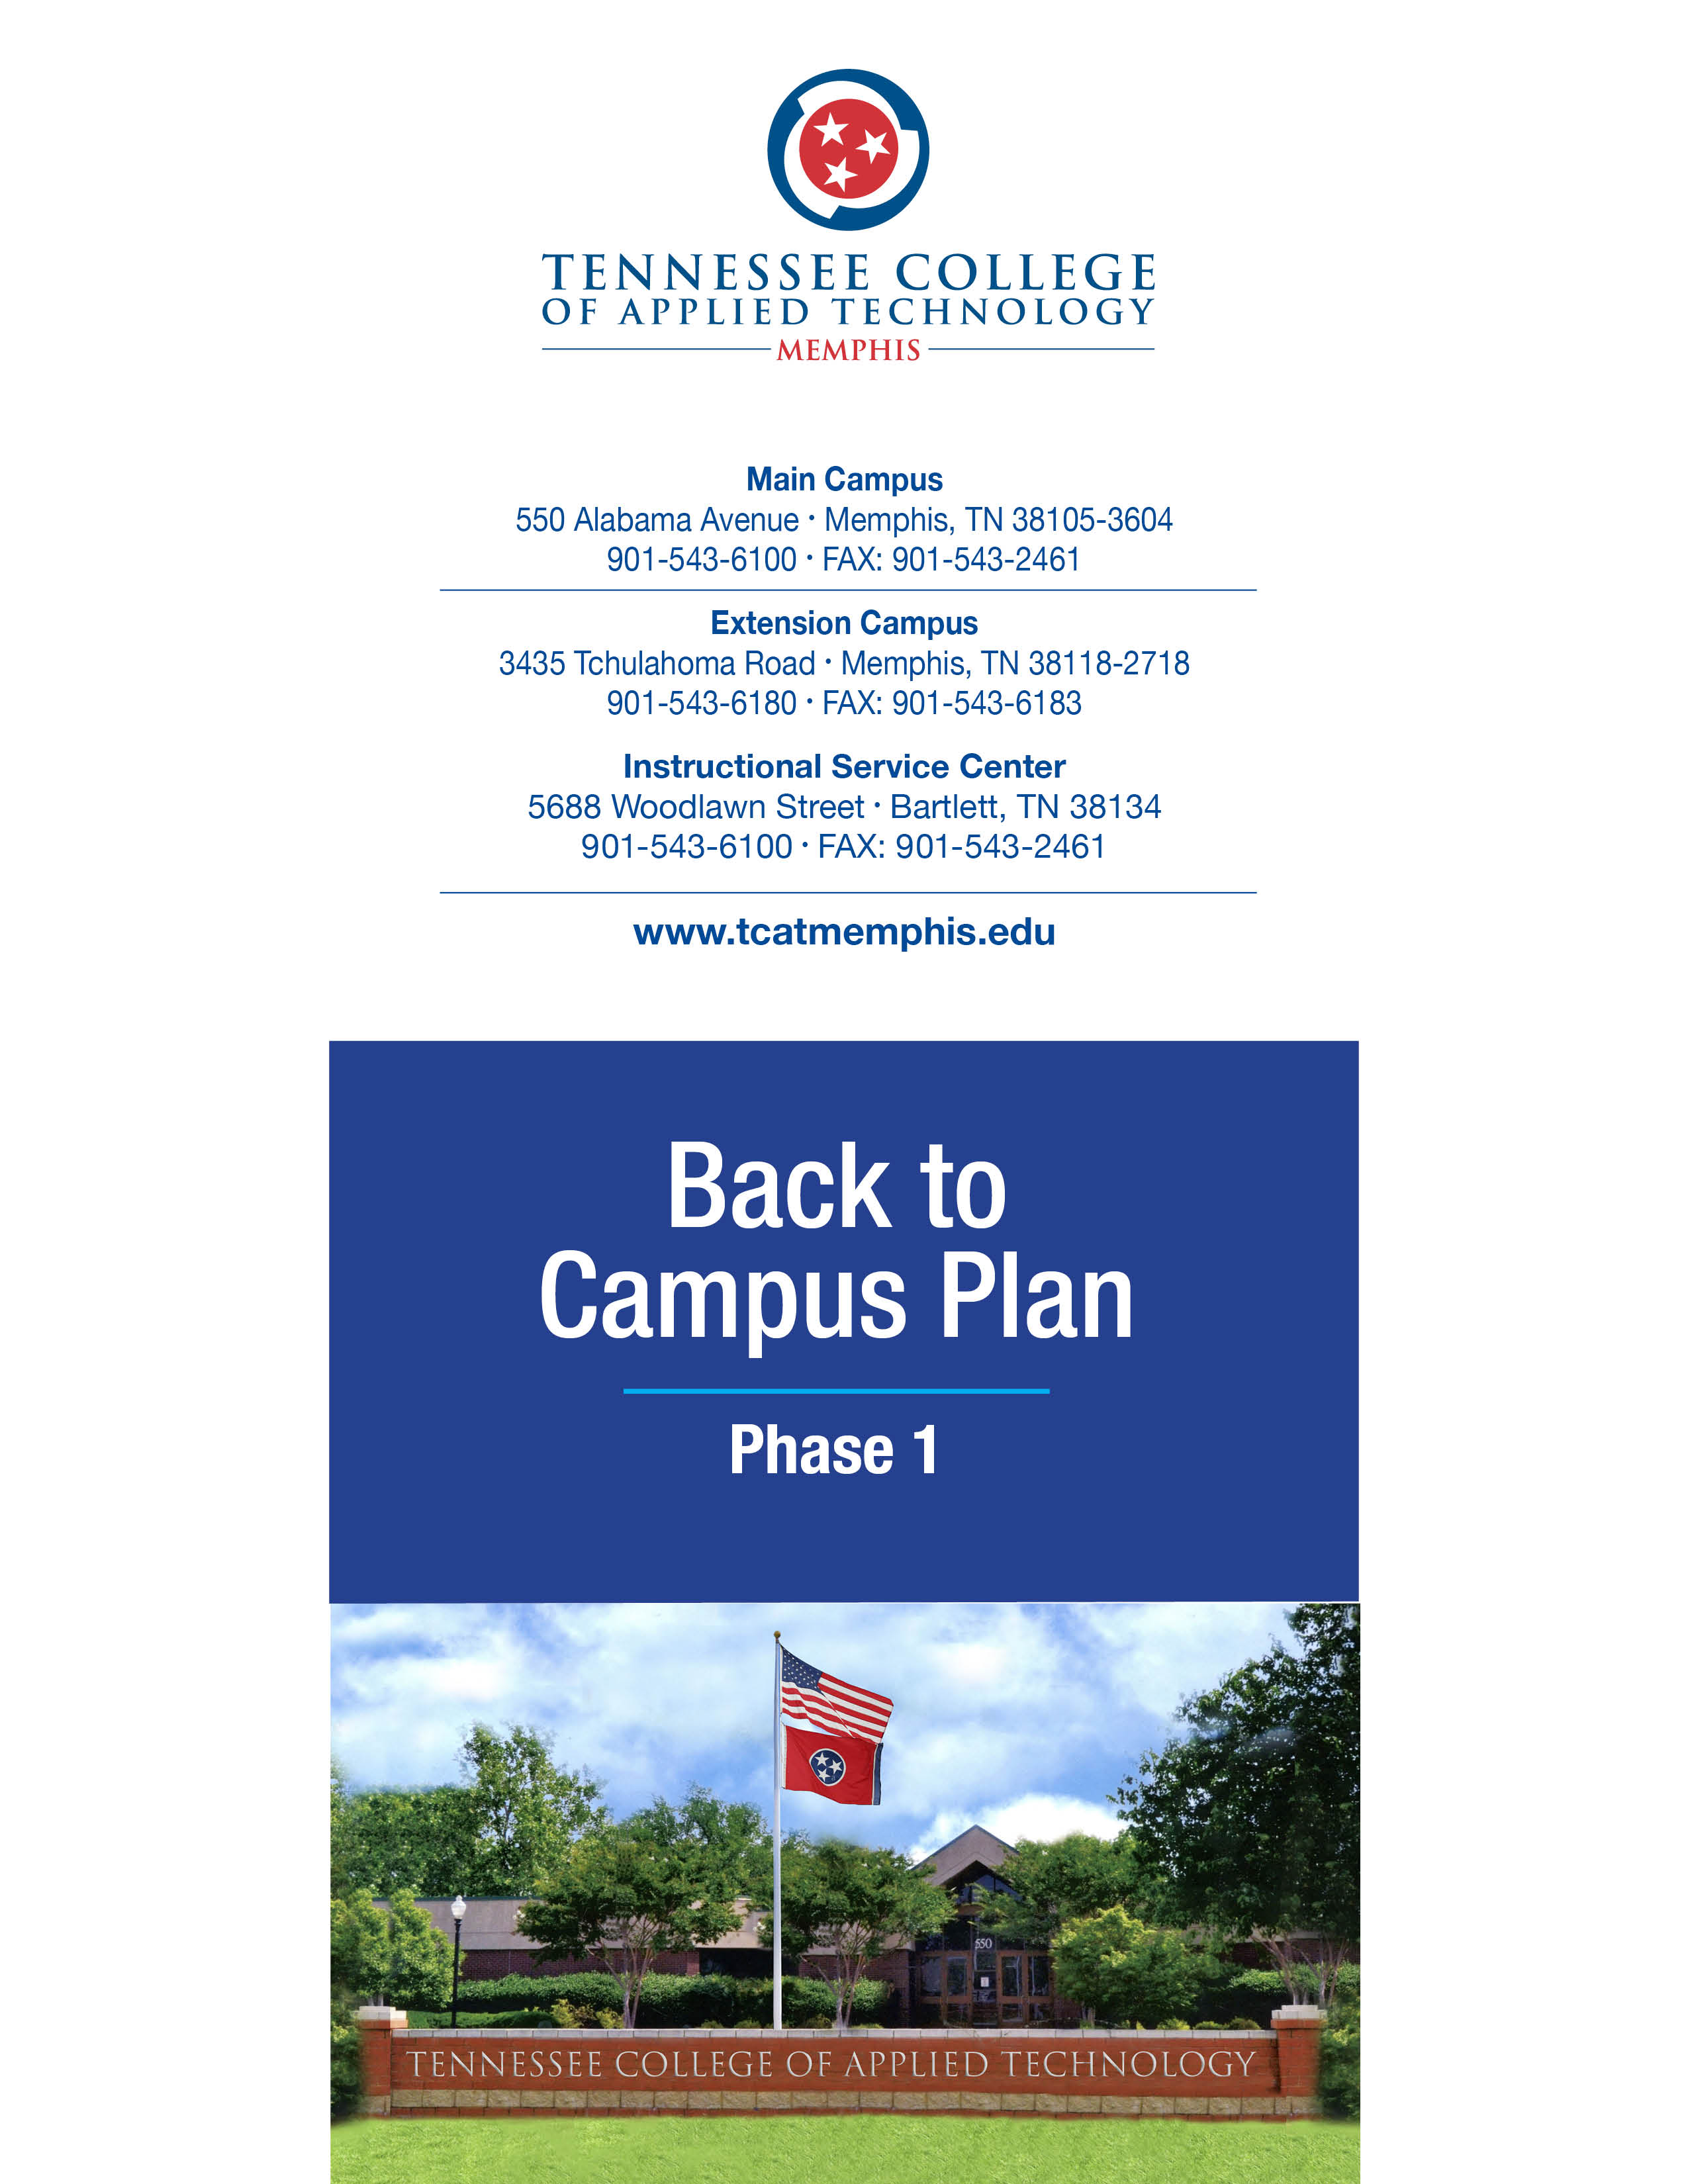 TENNESSEE COLLEGE
OF APPLIED TECHNOLOGY
MEMPHIS
Main Campus
550 Alabama Avenue • Memphis, TN 38105-3604
901-543-6100 • FAX: 901-543-2461
Extension Campus
3435 Tchulahoma Road • Memphis, TN 38118-2718
901-543-6180 • FAX: 901-543-6183
Instructional Service Center
5688 Woodlawn Street • Bartlett, TN 38134
901-543-6100 • FAX: 901-543-2461
www.tcatmemphis.edu
Back to
Campus Plan
Phase 1
550
TENNESSEE COLLEGE OF APPLIED TECHNOLOGY